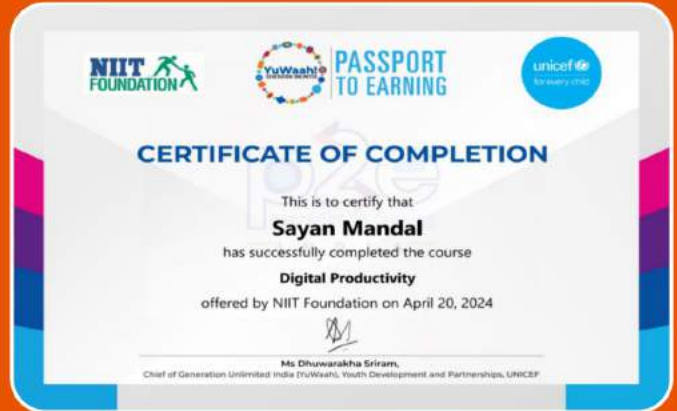 NIIT
FOUNDATION
YuWaah!
PASSPORT
TO EARNING
unicef
for every child
CERTIFICATE OF COMPLETION
p2e
This is to certify that
Sayan Mandal
has successfully completed the course
Digital Productivity
offered by NIIT Foundation on April 20, 2024
Ms Dhuwarakha Sriram,
Chief of Generation Unlimited India (YuWaah), Youth Development and Partnerships, UNICEF